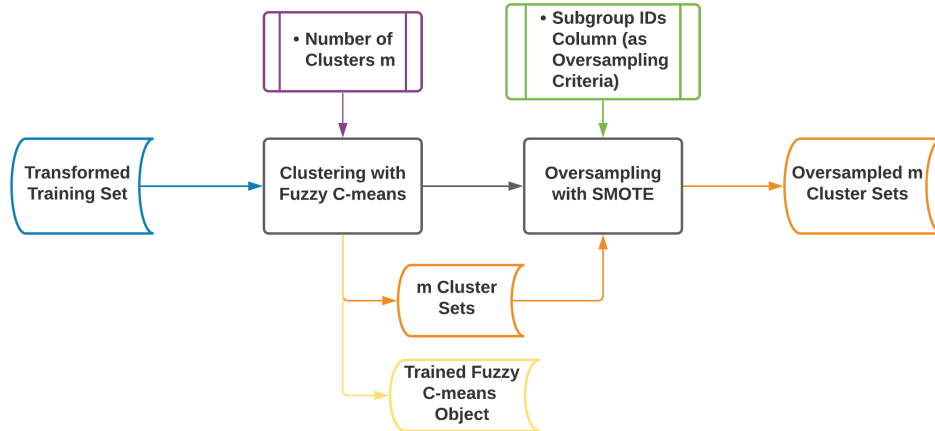 • Number of
Clusters m
• Subgroup IDs
Column (as
Oversampling
Criteria)
Transformed
Training Set
Clustering with
Fuzzy C-means
Oversampling
with SMOTE
Oversampled m
Cluster Sets
m Cluster
Sets
Trained Fuzzy
C-means
Object